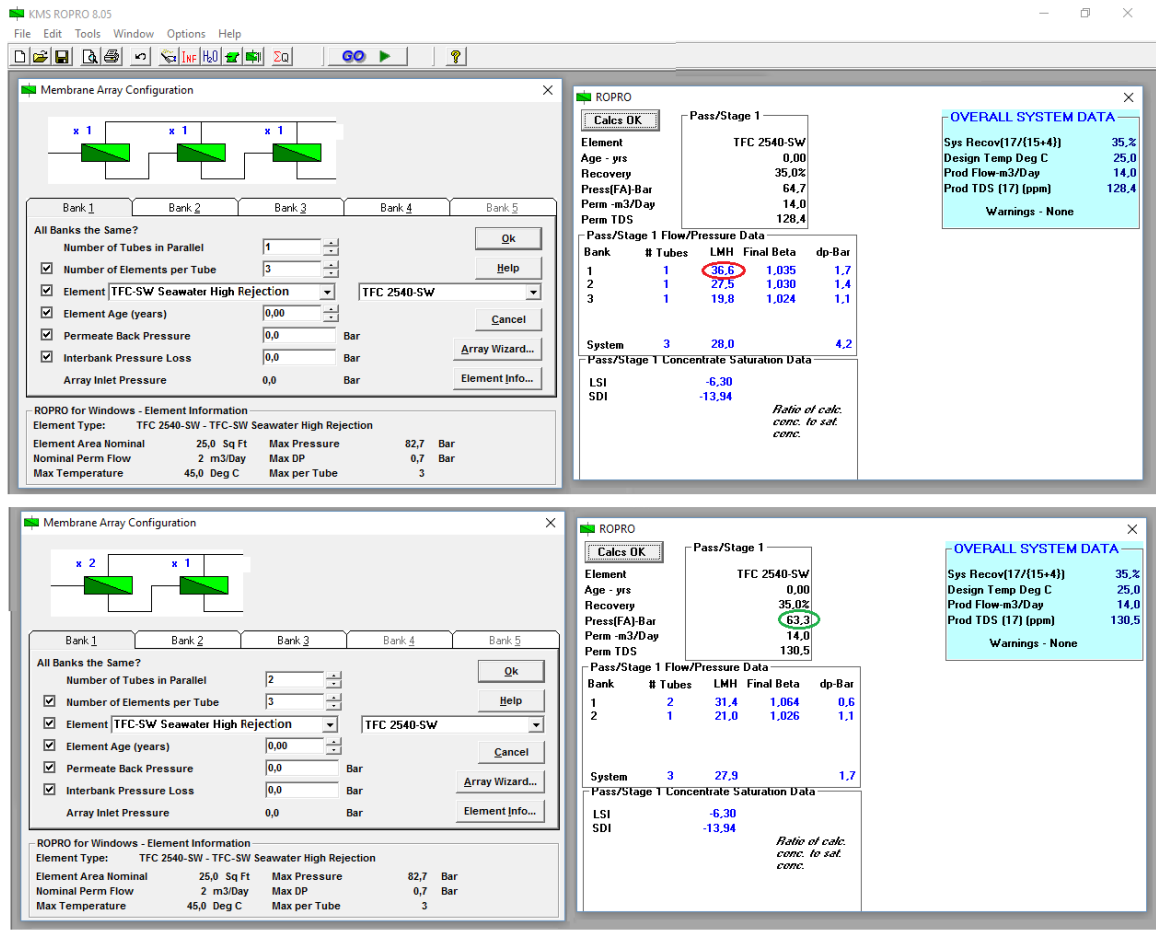 KMS ROPRO 8.05
File Edit Tools Window Options Help
INF H₂O ΣQ GO ?
Membrane Array Configuration
x 1 x 1 x 1
Bank 1 Bank 2 Bank 3 Bank 4 Bank 5
All Banks the Same?
Number of Tubes in Parallel 1 Ok
Number of Elements per Tube 3 Help
Element TFC-SW Seawater High Rejection TFC 2540-SW
Element Age (years) 0,00 Cancel
Permeate Back Pressure 0,0 Bar
Interbank Pressure Loss 0,0 Bar Array Wizard...
Array Inlet Pressure 0,0 Bar Element Info...
ROPRO for Windows - Element Information
Element Type: TFC 2540-SW - TFC-SW Seawater High Rejection
Element Area Nominal 25,0 Sq Ft Max Pressure 82,7 Bar
Nominal Perm Flow 2 m3/Day Max DP 0,7 Bar
Max Temperature 45,0 Deg C Max per Tube 3
ROPRO
Calcs OK Pass/Stage 1
Element TFC 2540-SW
Age - yrs 0,00
Recovery 35,0%
Press(FA)-Bar 64,7
Perm -m3/Day 14,0
Perm TDS 128,4
Pass/Stage 1 Flow/Pressure Data
Bank # Tubes LMH Final Beta dp-Bar
1 1 36,6 1,035 1,7
2 1 27,5 1,030 1,4
3 1 19,8 1,024 1,1
System 3 28,0 4,2
Pass/Stage 1 Concentrate Saturation Data
LSI -6,30
SDI -13,94
Ratio of calc.
conc. to sat.
conc.
OVERALL SYSTEM DATA
Sys Recov(17/{15+4}) 35,%
Design Temp Deg C 25,0
Prod Flow-m3/Day 14,0
Prod TDS (17) (ppm) 128,4
Warnings - None
Membrane Array Configuration
x 2 x 1
Bank 1 Bank 2 Bank 3 Bank 4 Bank 5
All Banks the Same?
Number of Tubes in Parallel 2 Ok
Number of Elements per Tube 3 Help
Element TFC-SW Seawater High Rejection TFC 2540-SW
Element Age (years) 0,00 Cancel
Permeate Back Pressure 0,0 Bar
Interbank Pressure Loss 0,0 Bar Array Wizard...
Array Inlet Pressure 0,0 Bar Element Info...
ROPRO for Windows - Element Information
Element Type: TFC 2540-SW - TFC-SW Seawater High Rejection
Element Area Nominal 25,0 Sq Ft Max Pressure 82,7 Bar
Nominal Perm Flow 2 m3/Day Max DP 0,7 Bar
Max Temperature 45,0 Deg C Max per Tube 3
ROPRO
Calcs OK Pass/Stage 1
Element TFC 2540-SW
Age - yrs 0,00
Recovery 35,0%
Press(FA)-Bar 63,3
Perm -m3/Day 14,0
Perm TDS 130,5
Pass/Stage 1 Flow/Pressure Data
Bank # Tubes LMH Final Beta dp-Bar
1 2 31,4 1,064 0,6
2 1 21,0 1,026 1,1
System 3 27,9 1,7
Pass/Stage 1 Concentrate Saturation Data
LSI -6,30
SDI -13,94
Ratio of calc.
conc. to sat.
conc.
OVERALL SYSTEM DATA
Sys Recov(17/{15+4}) 35,%
Design Temp Deg C 25,0
Prod Flow-m3/Day 14,0
Prod TDS (17) (ppm) 130,5
Warnings - None